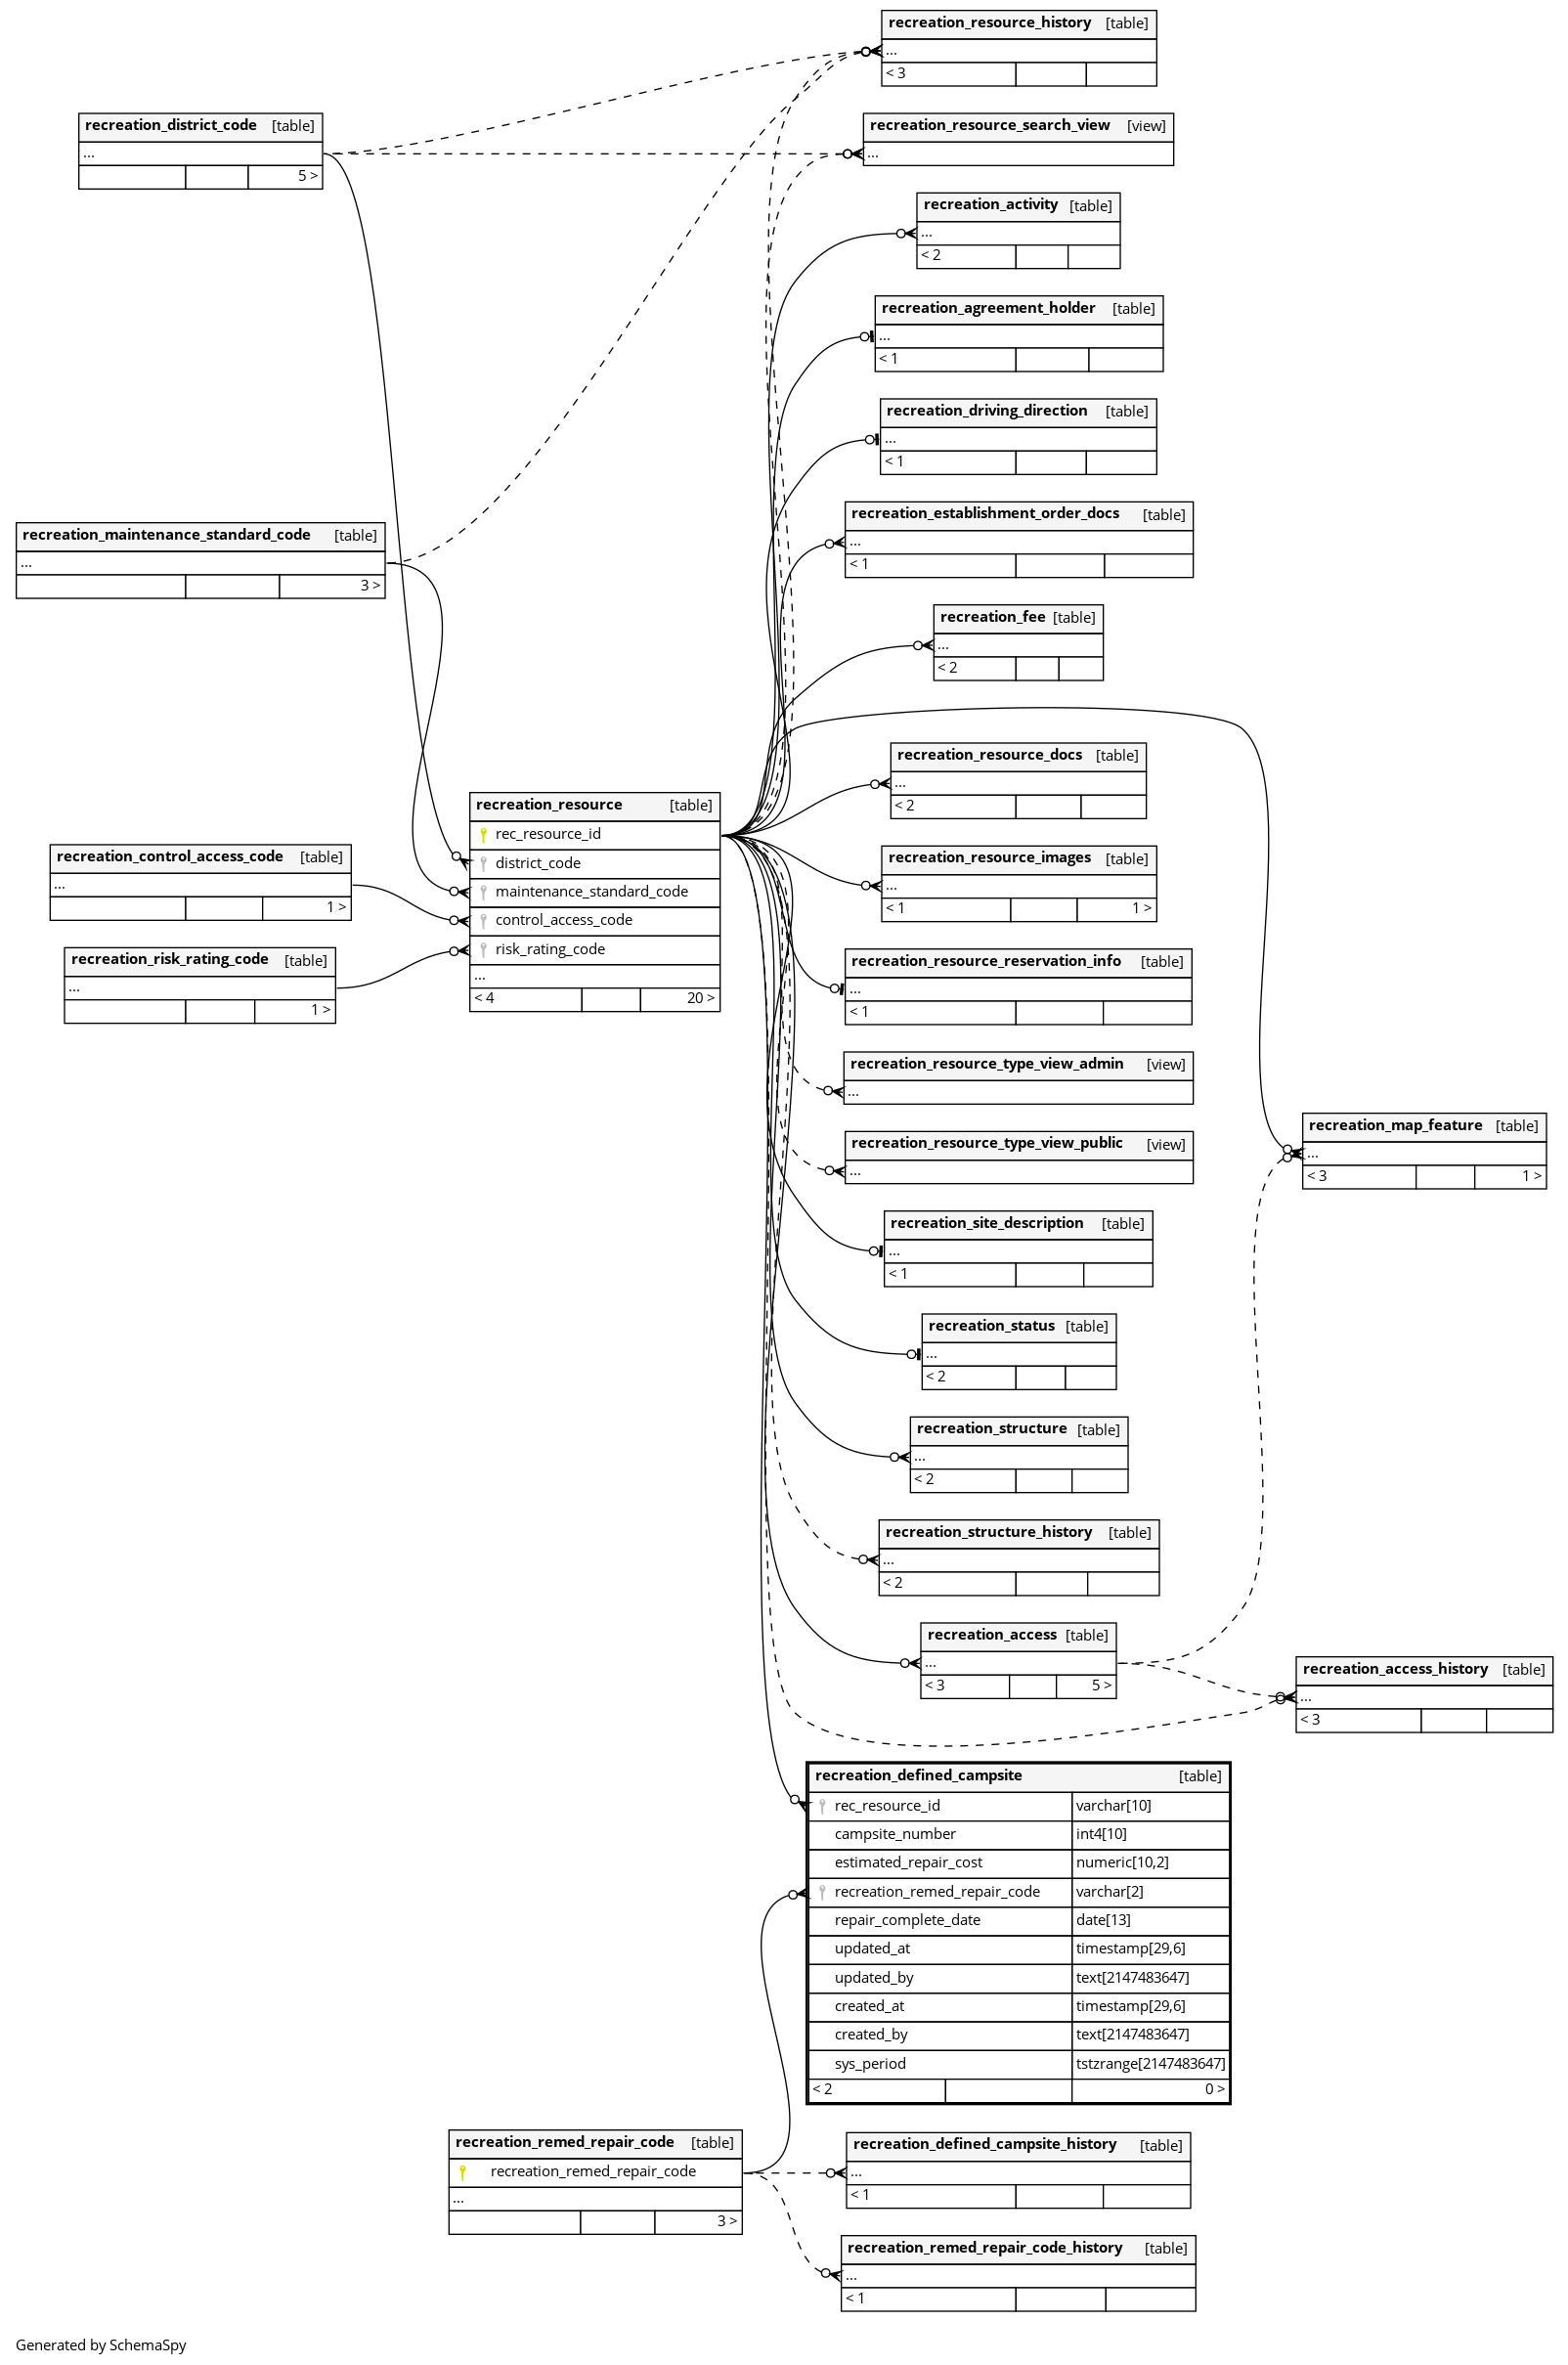 recreation_resource_history [table]
...
< 3
recreation_district_code [table]
...
5 >
recreation_resource_search_view [view]
...
recreation_activity [table]
...
< 2
recreation_agreement_holder [table]
...
< 1
recreation_driving_direction [table]
...
< 1
recreation_maintenance_standard_code [table]
...
3 >
recreation_establishment_order_docs [table]
...
< 1
recreation_fee [table]
...
< 2
recreation_resource_docs [table]
...
< 2
recreation_resource [table]
rec_resource_id
district_code
maintenance_standard_code
control_access_code
risk_rating_code
...
< 4 20 >
recreation_control_access_code [table]
...
1 >
recreation_risk_rating_code [table]
...
1 >
recreation_resource_images [table]
...
< 1 1 >
recreation_resource_reservation_info [table]
...
< 1
recreation_resource_type_view_admin [view]
...
recreation_resource_type_view_public [view]
...
recreation_map_feature [table]
...
< 3 1 >
recreation_site_description [table]
...
< 1
recreation_status [table]
...
< 2
recreation_structure [table]
...
< 2
recreation_structure_history [table]
...
< 2
recreation_access [table]
...
< 3 5 >
recreation_access_history [table]
...
< 3
recreation_defined_campsite [table]
rec_resource_id varchar[10]
campsite_number int4[10]
estimated_repair_cost numeric[10,2]
recreation_remed_repair_code varchar[2]
repair_complete_date date[13]
updated_at timestamp[29,6]
updated_by text[2147483647]
created_at timestamp[29,6]
created_by text[2147483647]
sys_period tstzrange[2147483647]
< 2 0 >
recreation_remed_repair_code [table]
recreation_remed_repair_code
...
3 >
recreation_defined_campsite_history [table]
...
< 1
recreation_remed_repair_code_history [table]
...
< 1
Generated by SchemaSpy